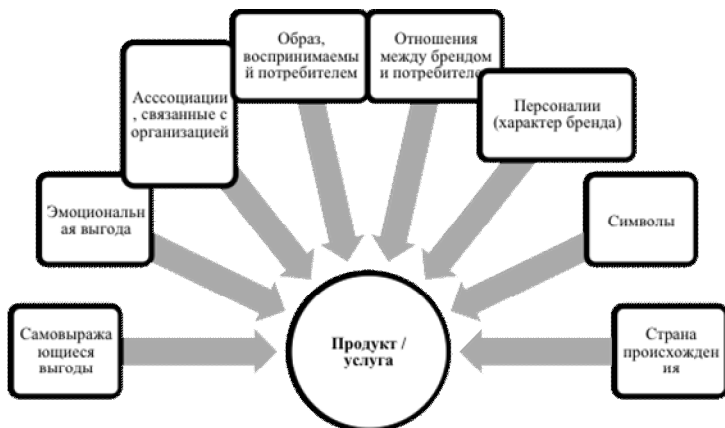 Образ,
воспринимаемы
й потребителем
Отношения
между брендом
и потребителе
Асссоциации
, связанные с
организацией
Персоналии
(характер бренда)
Эмоциональн
ая выгода
Символы
Самовыража
ющиеся
выгоды
Продукт /
услуга
Страна
происхожден
ия